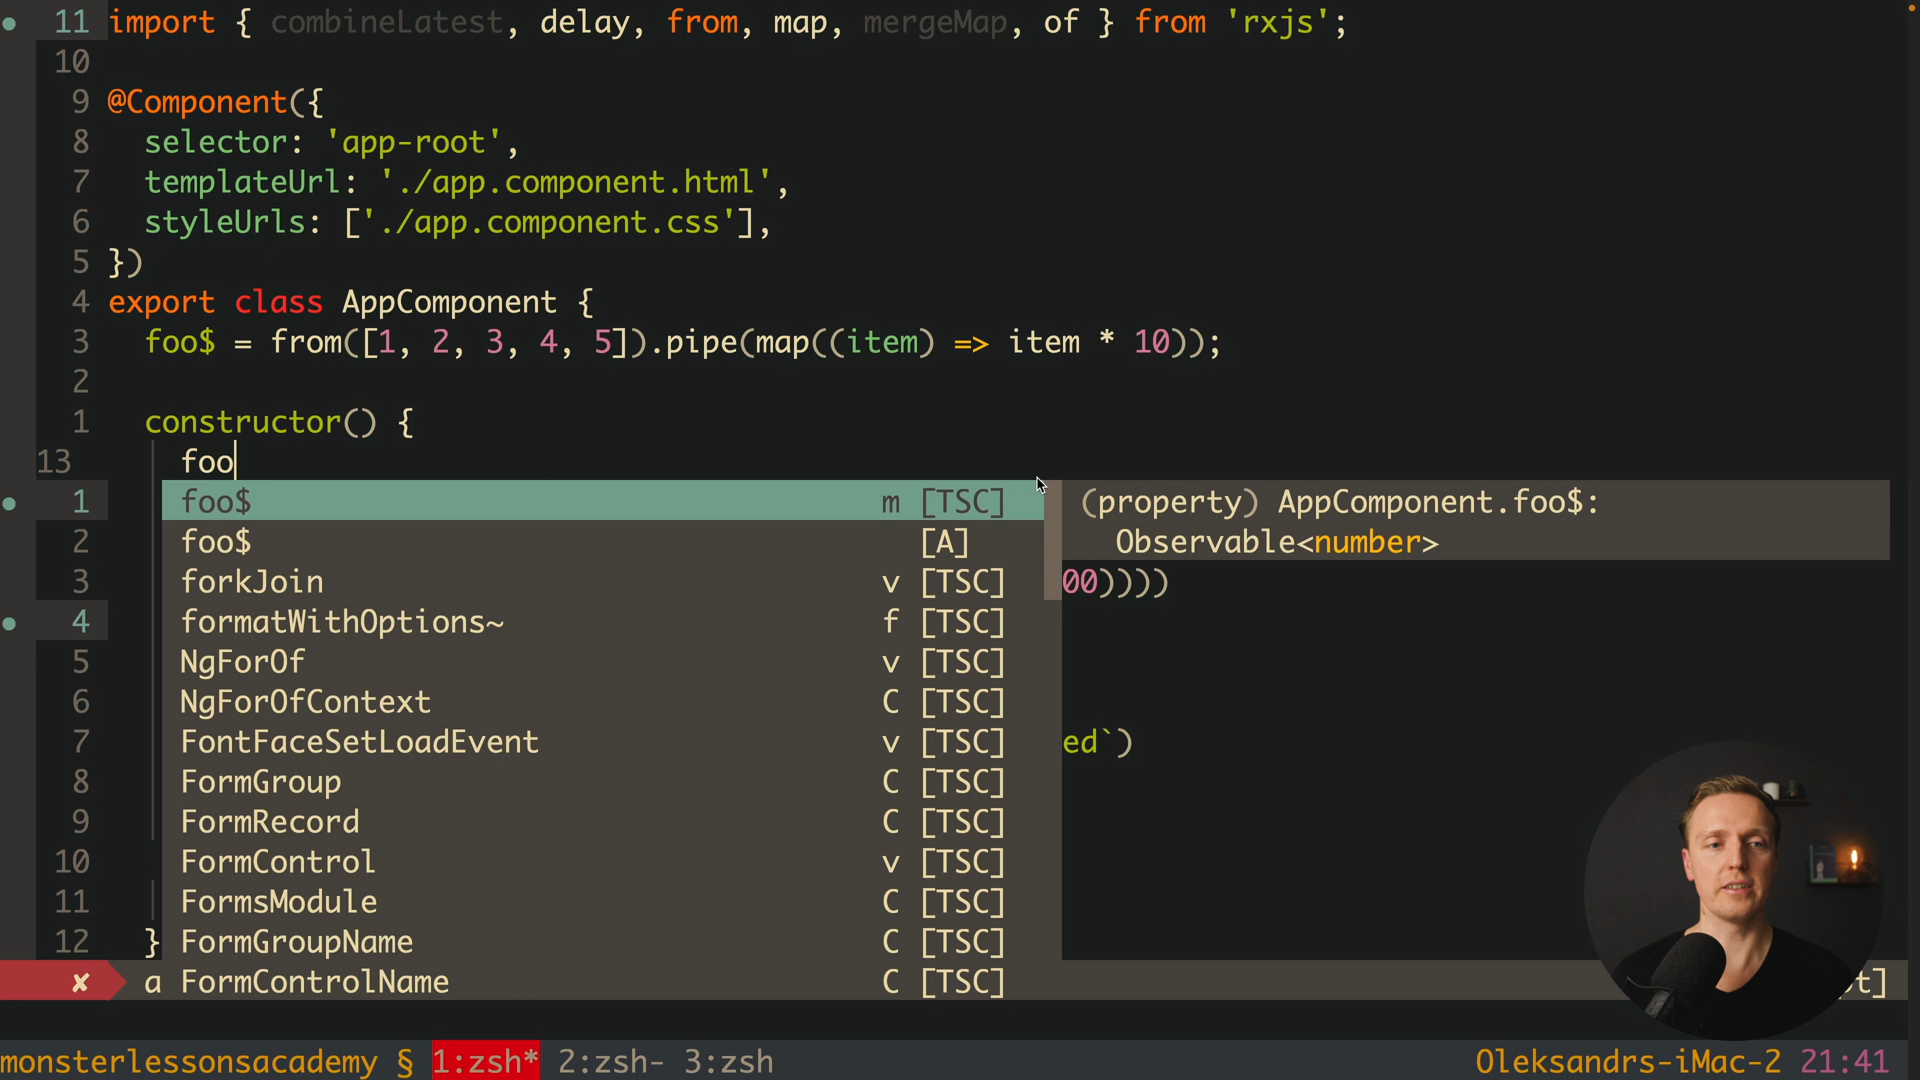 11 import { combineLatest, delay, from, map, mergeMap, of } from 'rxjs';
10
9 @Component({
8 selector: 'app-root',
7 templateUrl: './app.component.html',
6 styleUrls: ['./app.component.css'],
5 })
4 export class AppComponent {
3 foo$ = from([1, 2, 3, 4, 5]).pipe(map((item) => item * 10));
2
1 constructor() {
13 foo
1 foo$ m [TSC] (property) AppComponent.foo$:
2 foo$ [A] Observable<number>
3 forkJoin v [TSC] 00))))
4 formatWithOptions~ f [TSC]
5 NgForOf v [TSC]
6 NgForOfContext C [TSC]
7 FontFaceSetLoadEvent v [TSC] ed`)
8 FormGroup C [TSC]
9 FormRecord C [TSC]
10 FormControl v [TSC]
11 FormsModule C [TSC]
12 } FormGroupName C [TSC]
✘ a FormControlName C [TSC] t]
monsterlessonsacademy § 1:zsh* 2:zsh- 3:zsh Oleksandrs-iMac-2 21:41